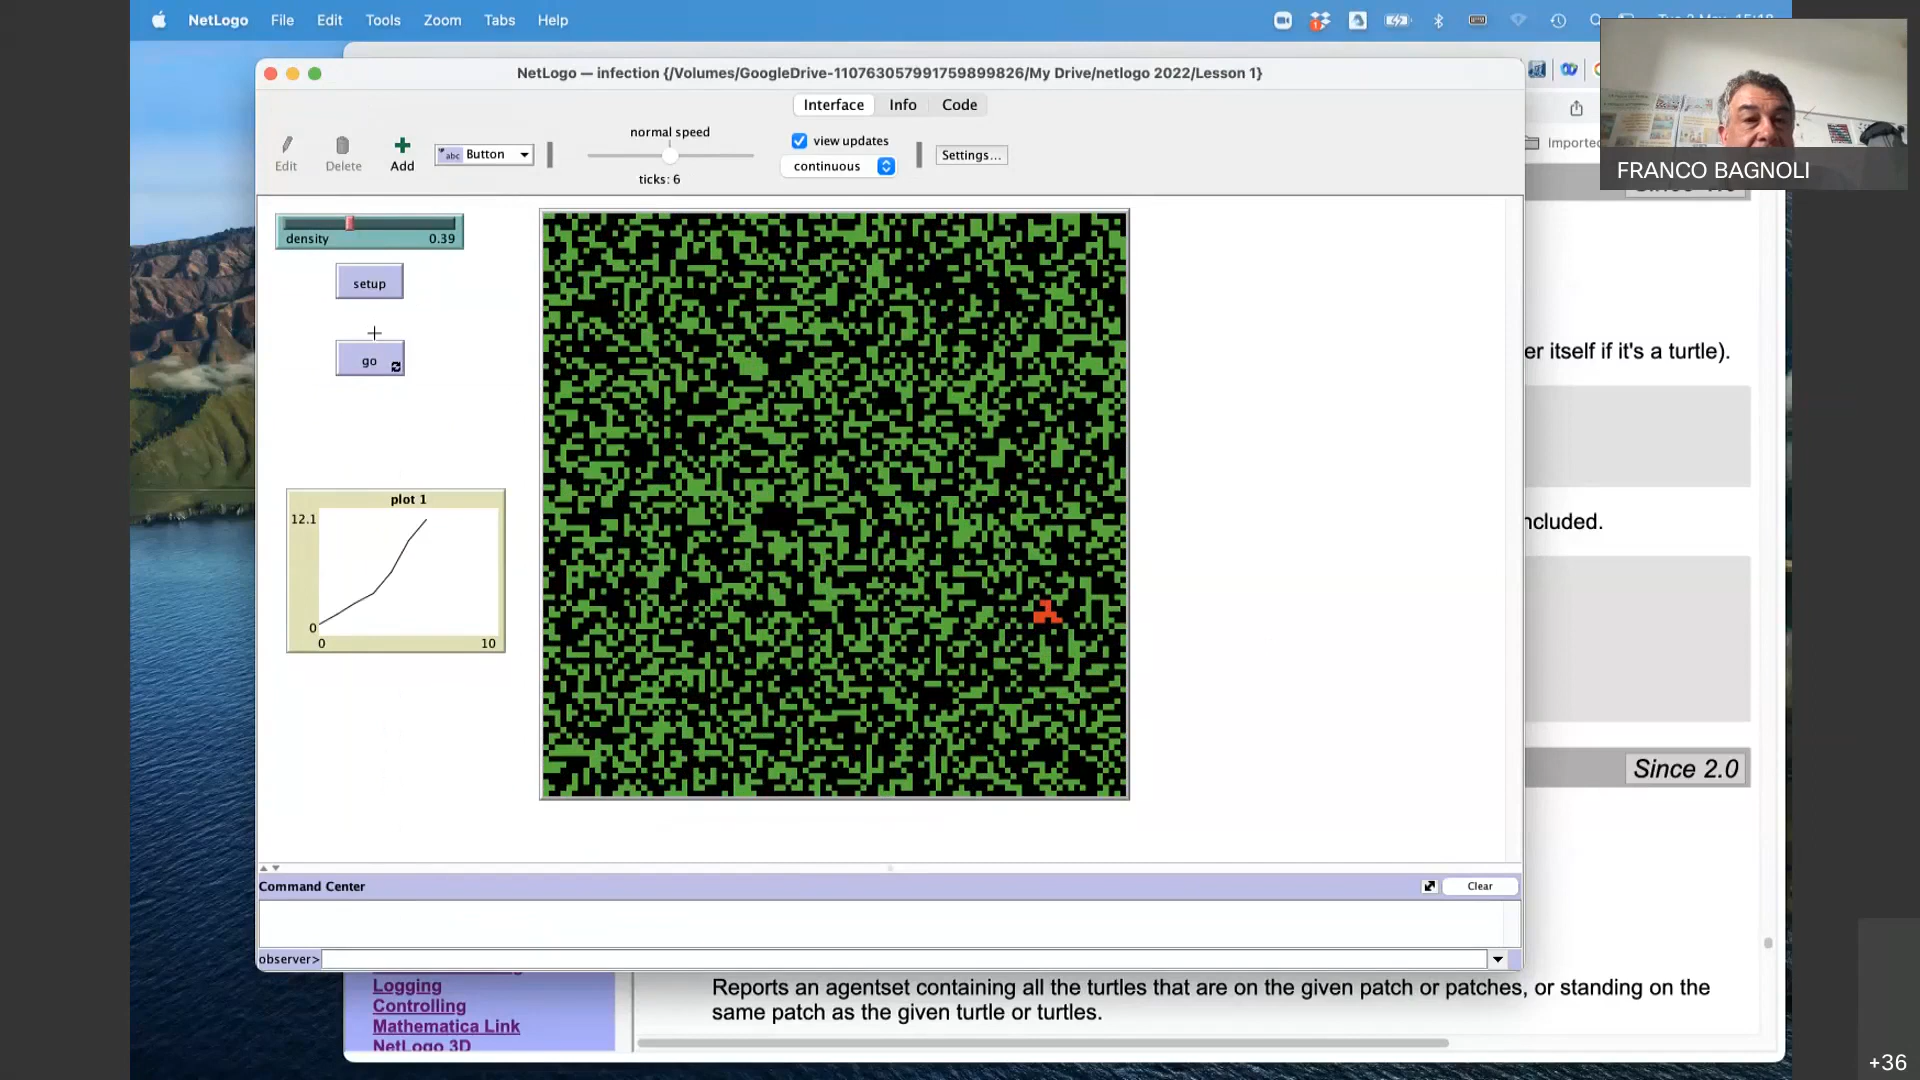 NetLogo File Edit Tools Zoom Tabs Help
FRANCO BAGNOLI
NetLogo — infection {/Volumes/GoogleDrive-110763057991759899826/My Drive/netlogo 2022/Lesson 1}
Interface Info Code
Edit Delete Add abc Button
normal speed
ticks: 6
view updates
continuous
Settings...
Imported
density 0.39
setup
go
plot 1
12.1
0
0 10
er itself if it's a turtle).
ncluded.
Since 2.0
Command Center
Clear
observer>
Logging
Controlling
Mathematica Link
NetLogo 3D
Reports an agentset containing all the turtles that are on the given patch or patches, or standing on the
same patch as the given turtle or turtles.
+36